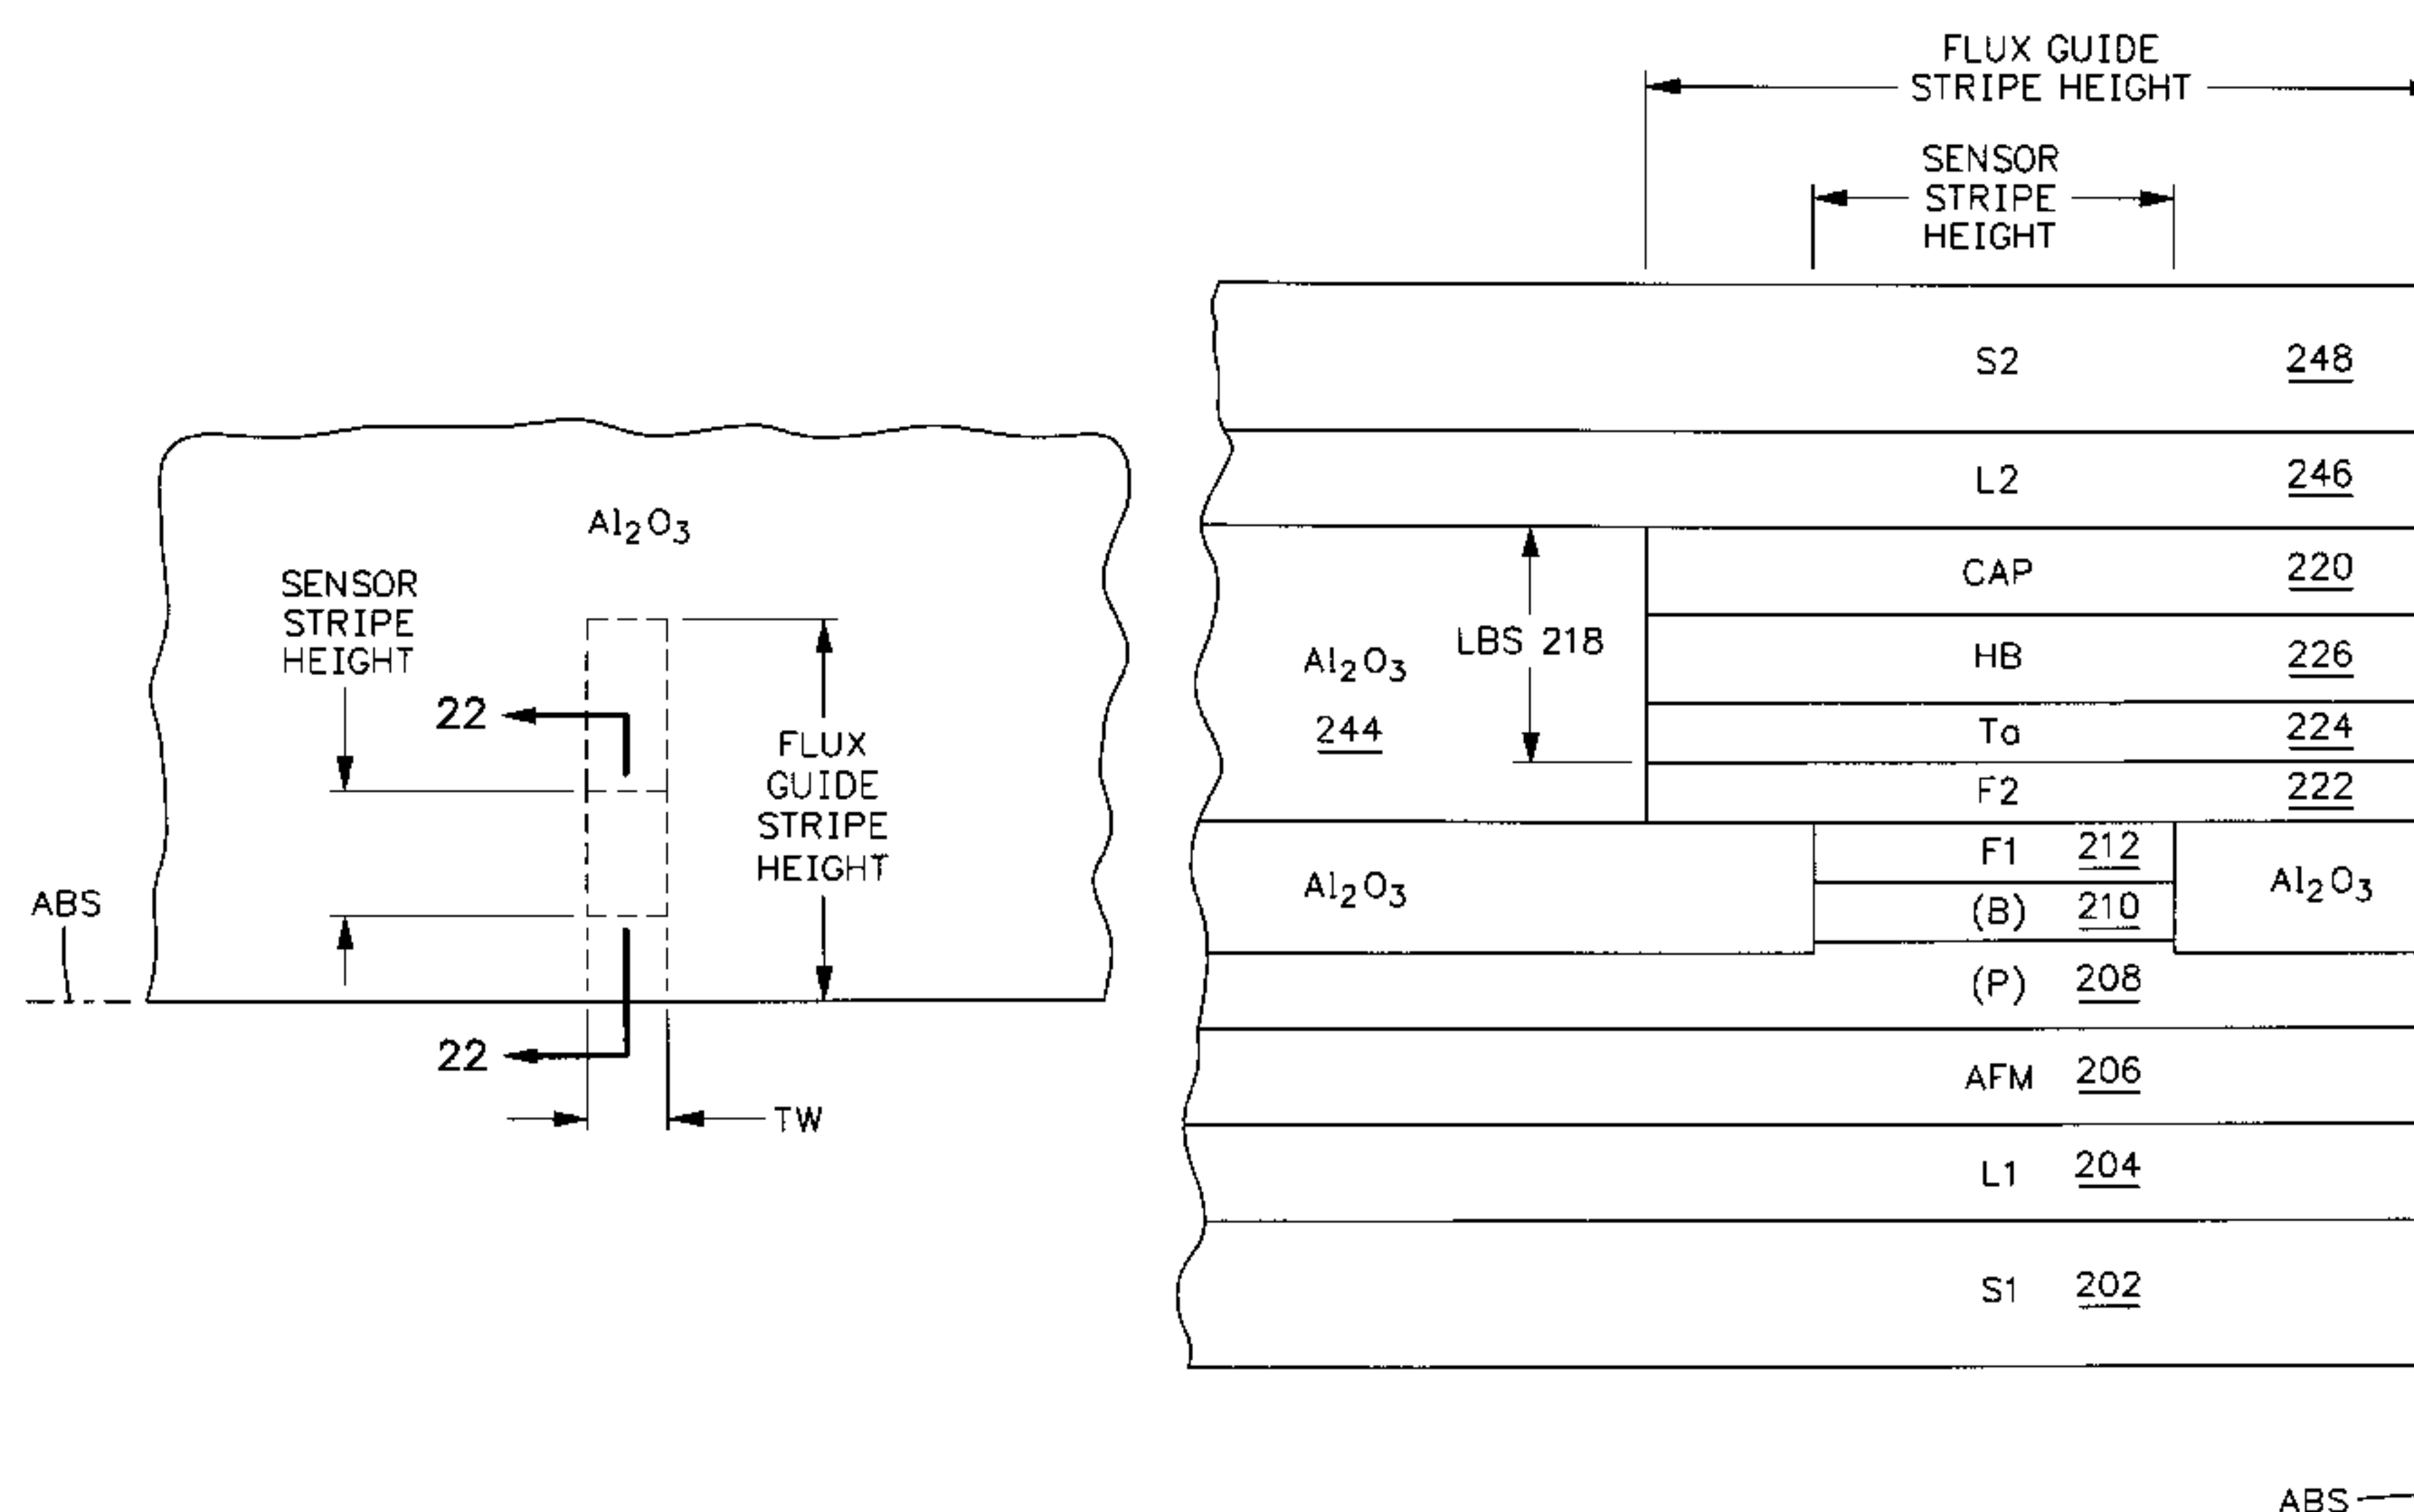 Al2O3
SENSOR
STRIPE
HEIGHT
22
FLUX
GUIDE
STRIPE
HEIGHT
ABS
22
TW
FLUX GUIDE
STRIPE HEIGHT
SENSOR
STRIPE
HEIGHT
S2 248
L2 246
CAP 220
LBS 218
Al2O3
244
HB 226
Ta 224
F2 222
F1 212
Al2O3
Al2O3
(B) 210
(P) 208
AFM 206
L1 204
S1 202
ABS